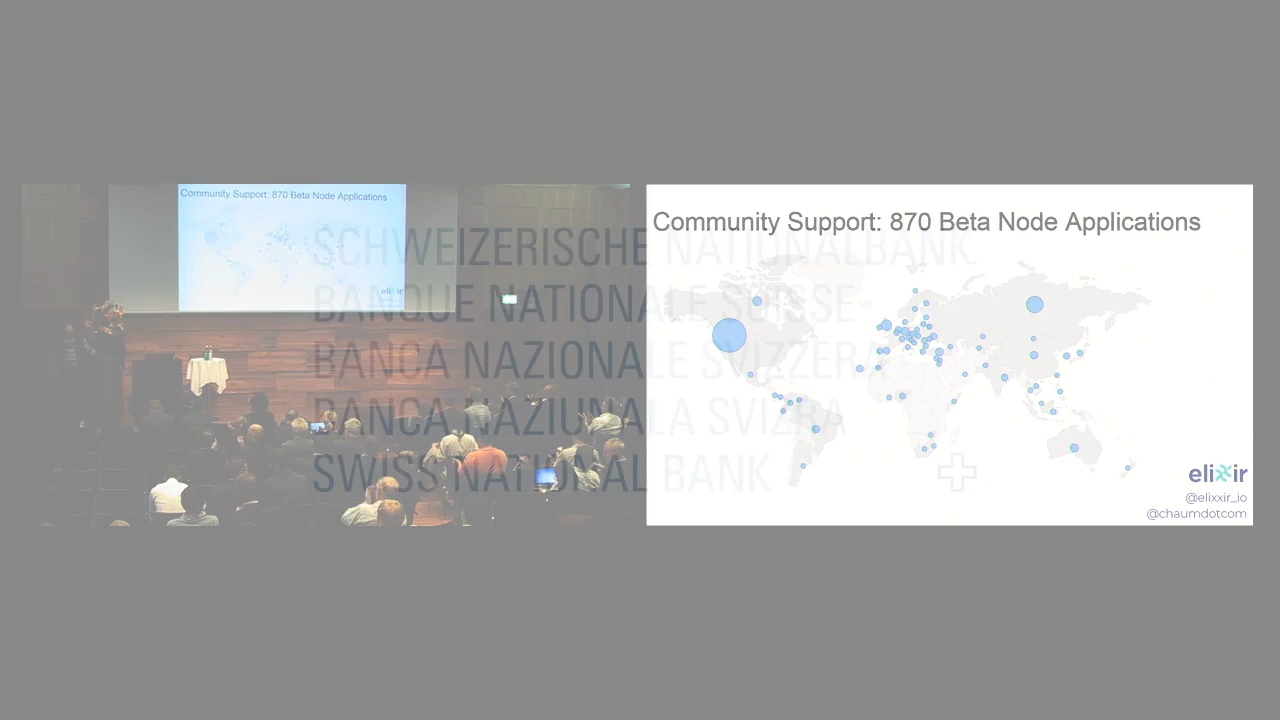 Community Support: 870 Beta Node Applications
elixxir
Community Support: 870 Beta Node Applications
elixxir
@elixxir_io
@chaumdotcom
SCHWEIZERISCHE NATIONALBANK
BANQUE NATIONALE SUISSE
BANCA NAZIONALE SVIZZERA
BANCA NAZIUNALA SVIZRA
SWISS NATIONAL BANK